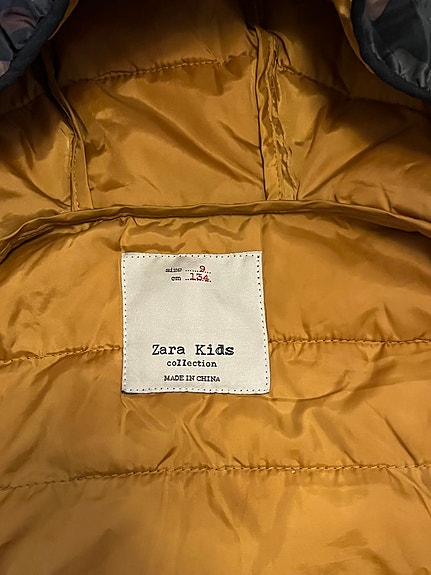 size ......9..
cm ..134.
Zara Kids
collection
MADE IN CHINA